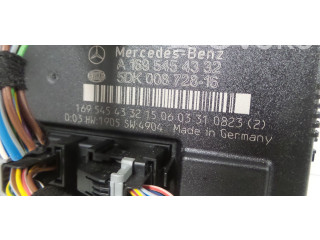 Mercedes-Benz
A 169 545 43 32
5DK 008 728-16
169 545 43 32 15 06 03 31 0823 (2)
D:03 HW:3905 SW:4904 Made in Germany